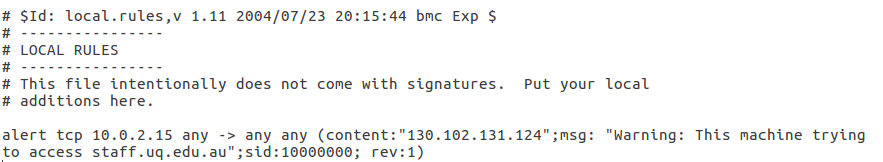 # $Id: local.rules,v 1.11 2004/07/23 20:15:44 bmc Exp $
# ----------------
# LOCAL RULES
# ----------------
# This file intentionally does not come with signatures.  Put your local
# additions here.
alert tcp 10.0.2.15 any -> any any (content:"130.102.131.124";msg: "Warning: This machine trying
to access staff.uq.edu.au";sid:10000000; rev:1)